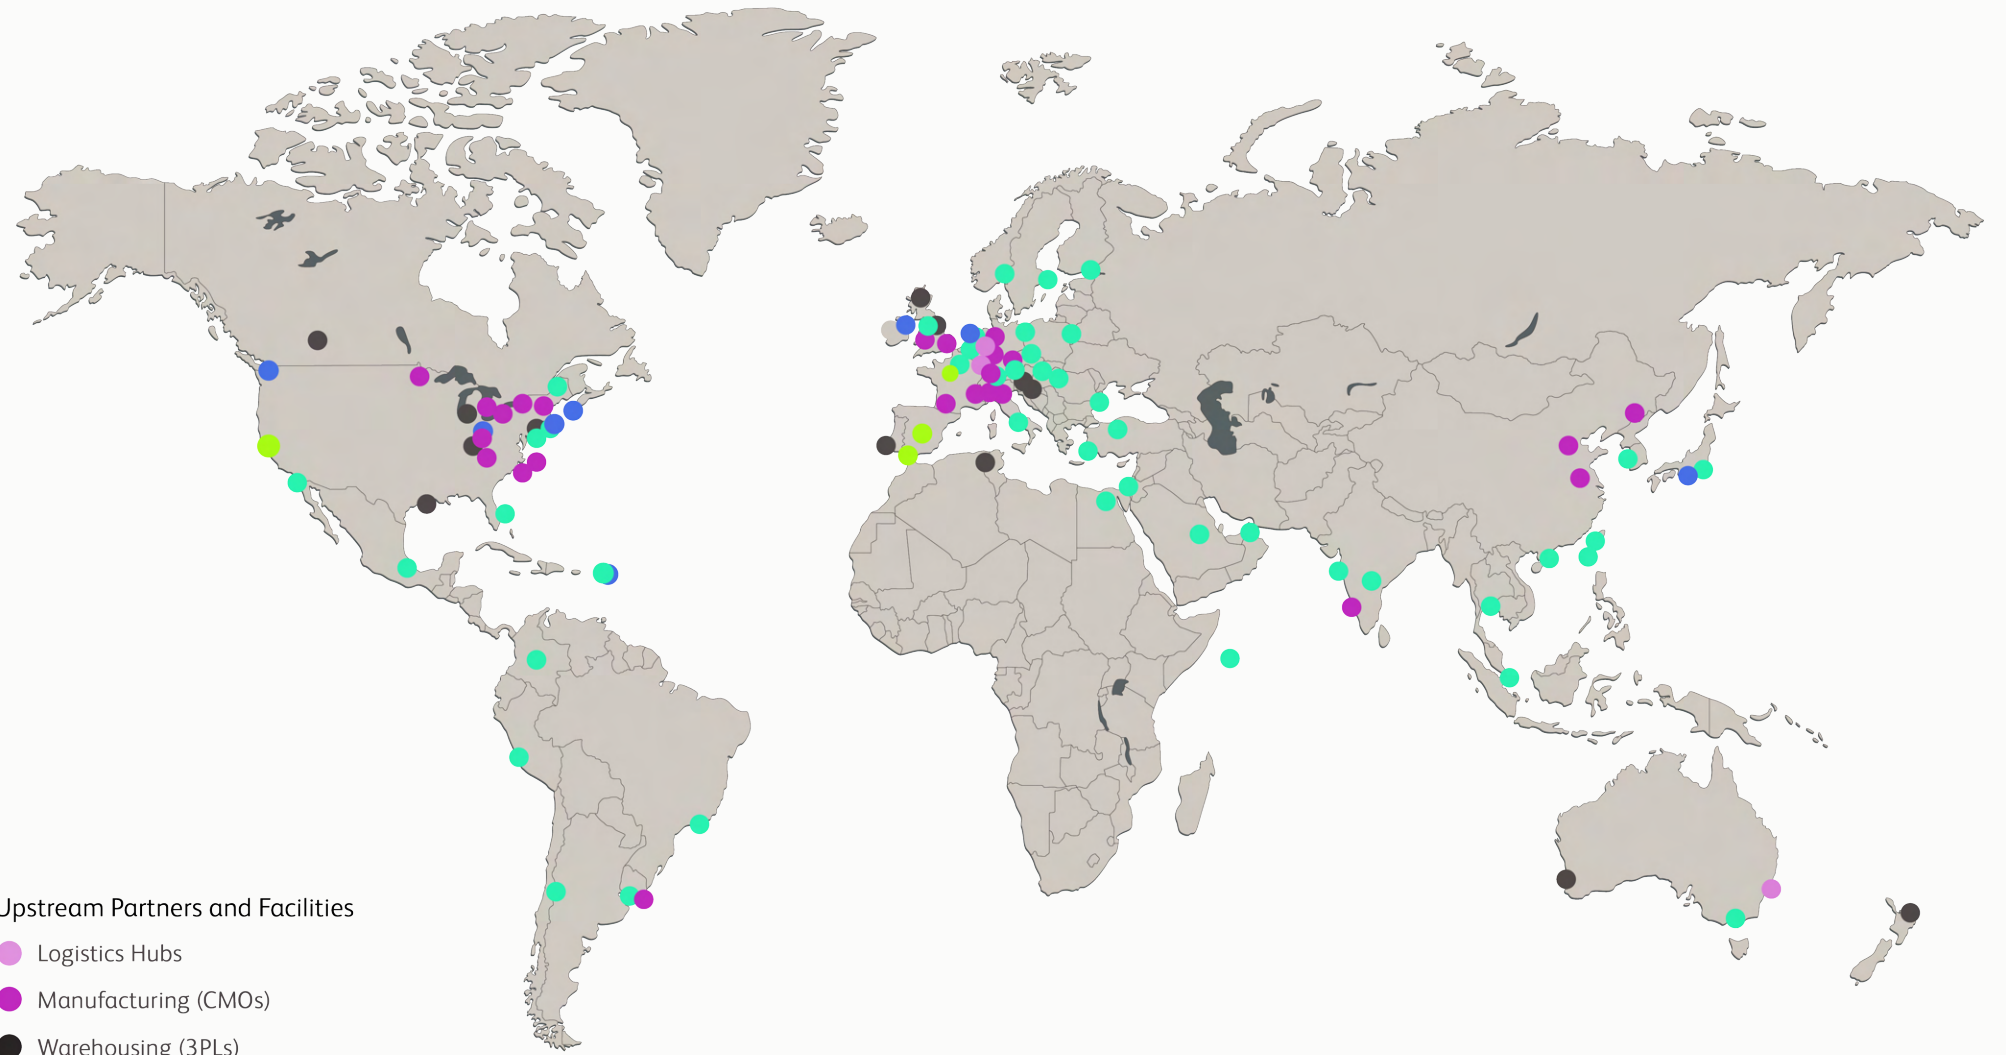 Upstream Partners and Facilities
Logistics Hubs
Manufacturing (CMOs)
Warehousing (3PLs)